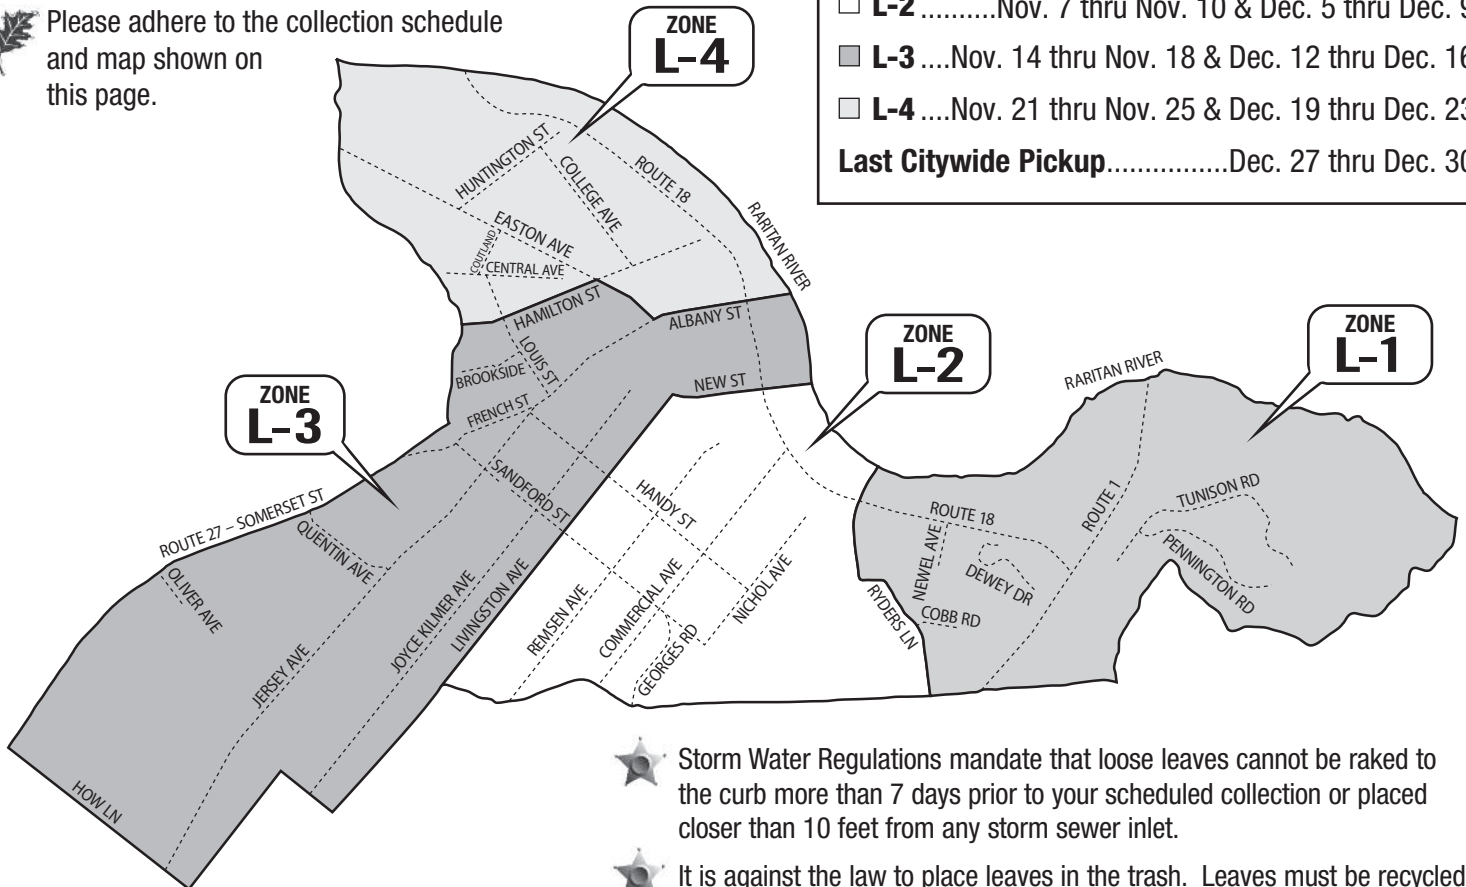 Please adhere to the collection schedule
and map shown on
this page.
L-2 ..........Nov. 7 thru Nov. 10 & Dec. 5 thru Dec. 9
L-3 ....Nov. 14 thru Nov. 18 & Dec. 12 thru Dec. 16
L-4 ....Nov. 21 thru Nov. 25 & Dec. 19 thru Dec. 23
Last Citywide Pickup................Dec. 27 thru Dec. 30
ZONE
L-4
HUNTINGTON ST
COLLEGE AVE
ROUTE 18
RARITAN RIVER
EASTON AVE
COUTLAND
CENTRAL AVE
HAMILTON ST
ALBANY ST
LOUIS ST
BROOKSIDE
FRENCH ST
NEW ST
ZONE
L-2
ZONE
L-1
RARITAN RIVER
ZONE
L-3
SANDFORD ST
HANDY ST
ROUTE 27 – SOMERSET ST
QUENTIN AVE
OLIVER AVE
JOYCE KILMER AVE
LIVINGSTON AVE
JERSEY AVE
REMSEN AVE
COMMERCIAL AVE
NICHOL AVE
GEORGES RD
ROUTE 18
ROUTE 1
TUNISON RD
NEWEL AVE
DEWEY DR
PENNINGTON RD
COBB RD
RYDERS LN
HOW LN
Storm Water Regulations mandate that loose leaves cannot be raked to
the curb more than 7 days prior to your scheduled collection or placed
closer than 10 feet from any storm sewer inlet.
It is against the law to place leaves in the trash. Leaves must be recycled